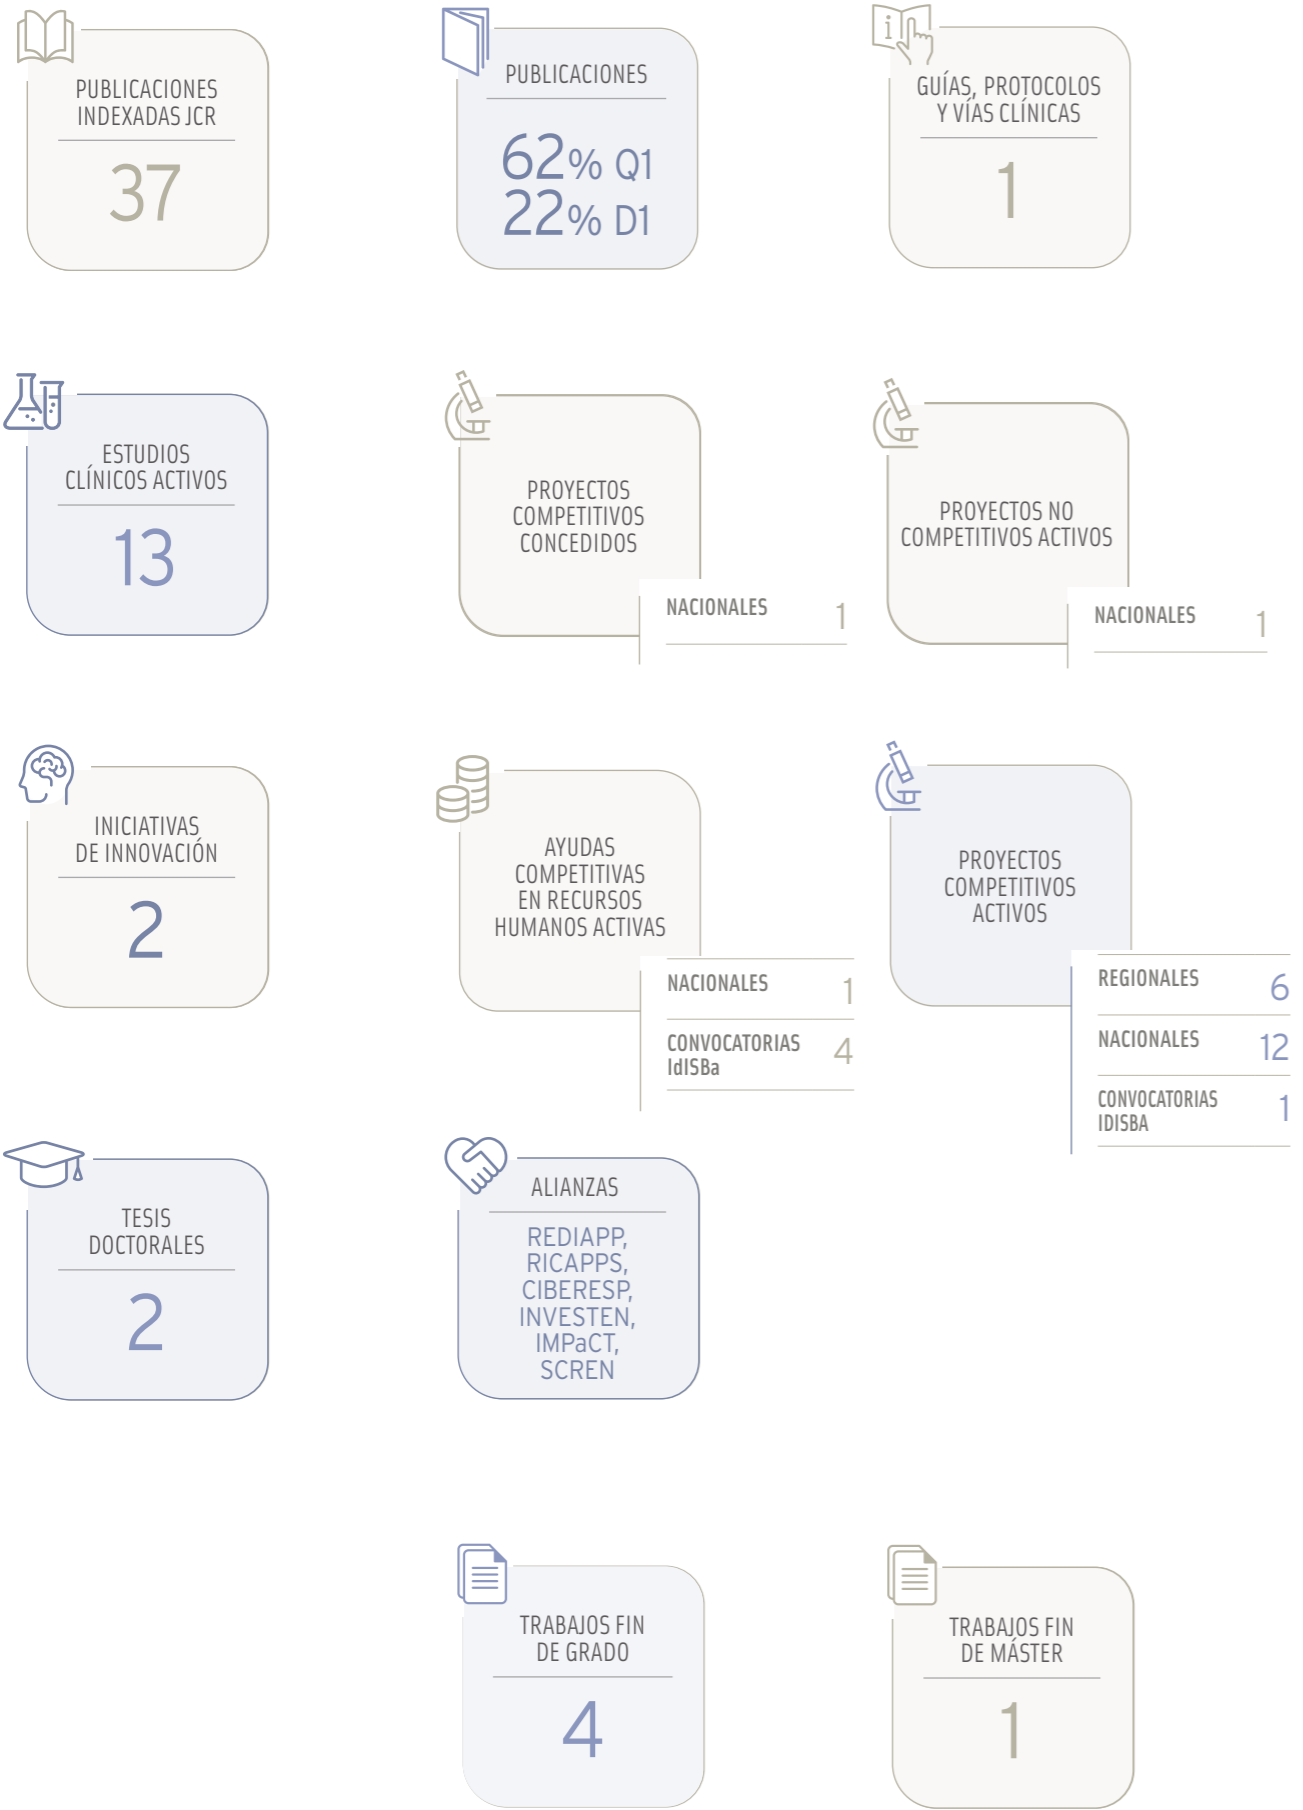 PUBLICACIONES
INDEXADAS JCR
37
PUBLICACIONES
62% Q1
22% D1
GUÍAS, PROTOCOLOS
Y VÍAS CLÍNICAS
1
ESTUDIOS
CLÍNICOS ACTIVOS
13
PROYECTOS
COMPETITIVOS
CONCEDIDOS
NACIONALES 1
PROYECTOS NO
COMPETITIVOS ACTIVOS
NACIONALES 1
INICIATIVAS
DE INNOVACIÓN
2
AYUDAS
COMPETITIVAS
EN RECURSOS
HUMANOS ACTIVAS
NACIONALES 1
CONVOCATORIAS 4
IdISBa
PROYECTOS
COMPETITIVOS
ACTIVOS
REGIONALES 6
NACIONALES 12
CONVOCATORIAS 1
IDISBA
TESIS
DOCTORALES
2
ALIANZAS
REDIAPP,
RICAPPS,
CIBERESP,
INVESTEN,
IMPaCT,
SCREN
TRABAJOS FIN
DE GRADO
4
TRABAJOS FIN
DE MÁSTER
1